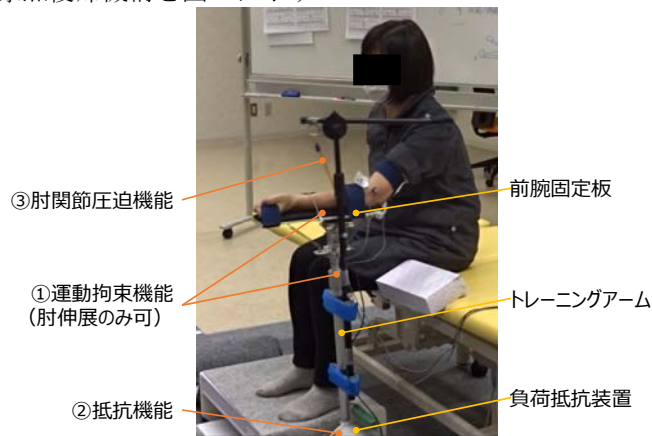 ③肘関節圧迫機能
前腕固定板
①運動拘束機能
(肘伸展のみ可)
トレーニングアーム
②抵抗機能
負荷抵抗装置